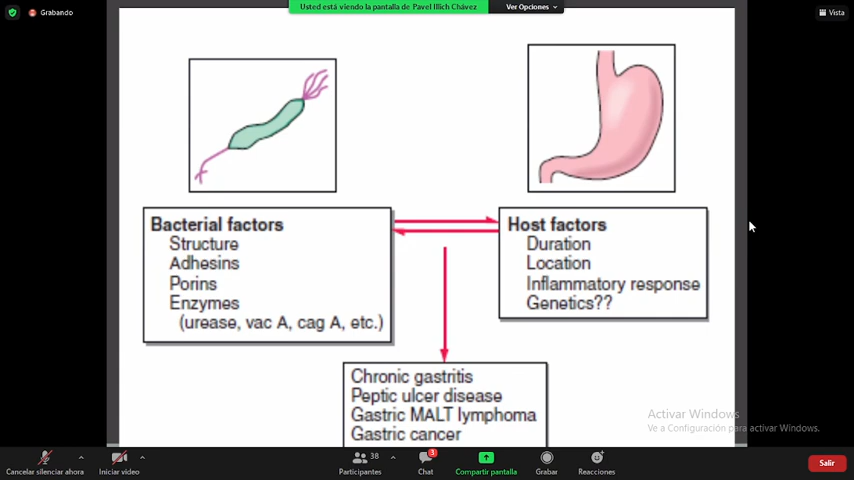 Grabando
Usted está viendo la pantalla de Pavel Illich Chávez
Ver Opciones
Vista
Bacterial factors
Structure
Adhesins
Porins
Enzymes
(urease, vac A, cag A, etc.)
Host factors
Duration
Location
Inflammatory response
Genetics??
Chronic gastritis
Peptic ulcer disease
Gastric MALT lymphoma
Gastric cancer
Activar Windows
Ve a Configuración para activar Windows.
Cancelar silenciar ahora
Iniciar video
38
Participantes
3
Chat
Compartir pantalla
Grabar
Reacciones
Salir